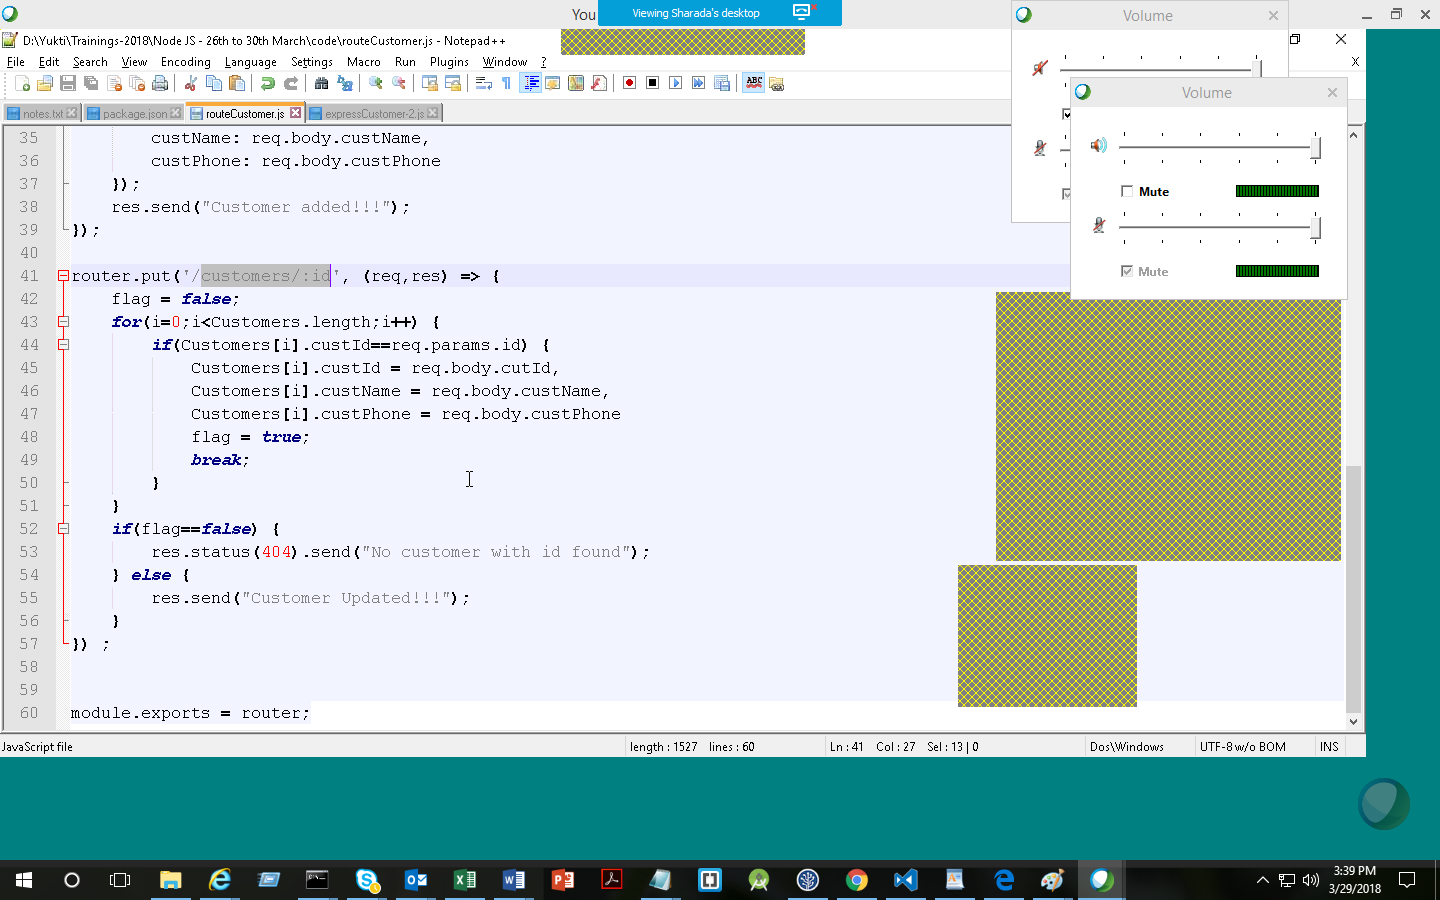 You
Viewing Sharada's desktop
Volume
D:\Yukti\Trainings-2018\Node JS - 26th to 30th March\code\routeCustomer.js - Notepad++
File Edit Search View Encoding Language Settings Macro Run Plugins Window ?
X
Volume
notes.txt package.json routeCustomer.js expressCustomer-2.js
Mute
Mute
35 custName: req.body.custName,
36 custPhone: req.body.custPhone
37 });
38 res.send("Customer added!!!");
39 });
40
41 router.put('/customers/:id', (req,res) => {
42 flag = false;
43 for(i=0;i<Customers.length;i++) {
44 if(Customers[i].custId==req.params.id) {
45 Customers[i].custId = req.body.cutId,
46 Customers[i].custName = req.body.custName,
47 Customers[i].custPhone = req.body.custPhone
48 flag = true;
49 break;
50 }
51 }
52 if(flag==false) {
53 res.status(404).send("No customer with id found");
54 } else {
55 res.send("Customer Updated!!!");
56 }
57 }) ;
58
59
60 module.exports = router;
JavaScript file length : 1527 lines : 60 Ln : 41 Col : 27 Sel : 13 | 0 Dos\Windows UTF-8 w/o BOM INS
3:39 PM
3/29/2018